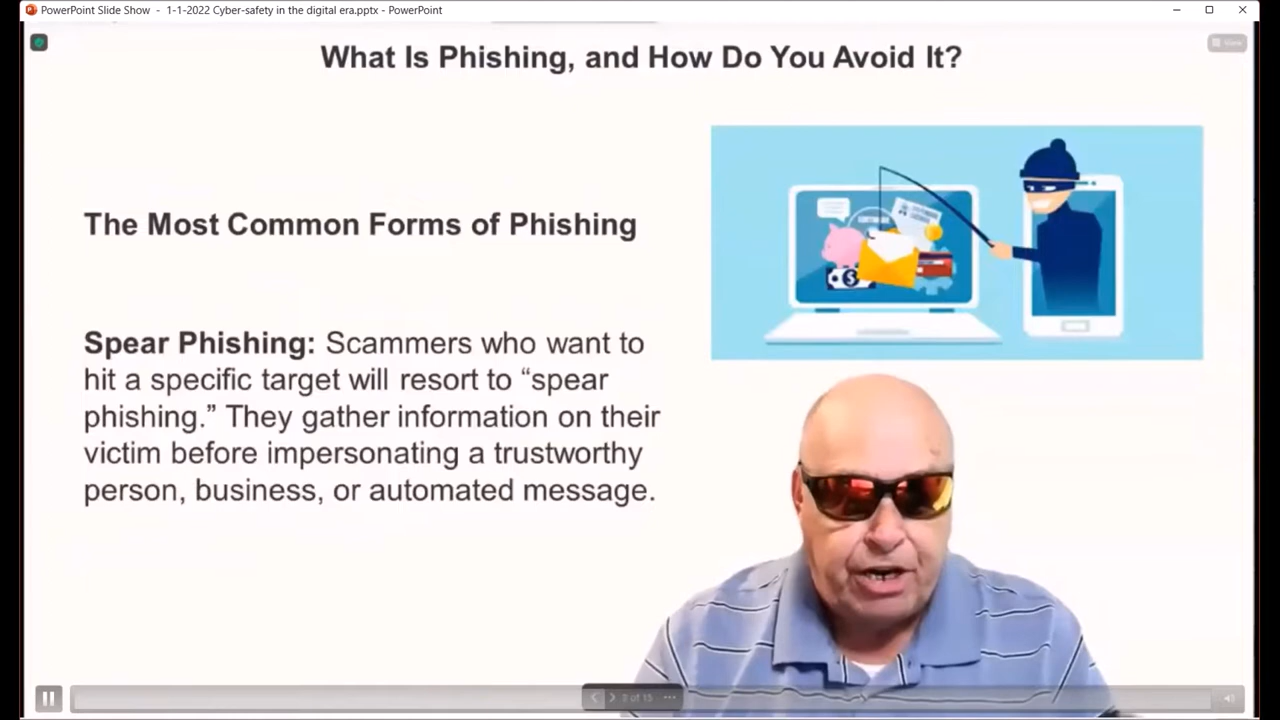 PowerPoint Slide Show - 1-1-2022 Cyber-safety in the digital era.pptx - PowerPoint
View
What Is Phishing, and How Do You Avoid It?
The Most Common Forms of Phishing
Spear Phishing: Scammers who want to
hit a specific target will resort to “spear
phishing.” They gather information on their
victim before impersonating a trustworthy
person, business, or automated message.
of 15